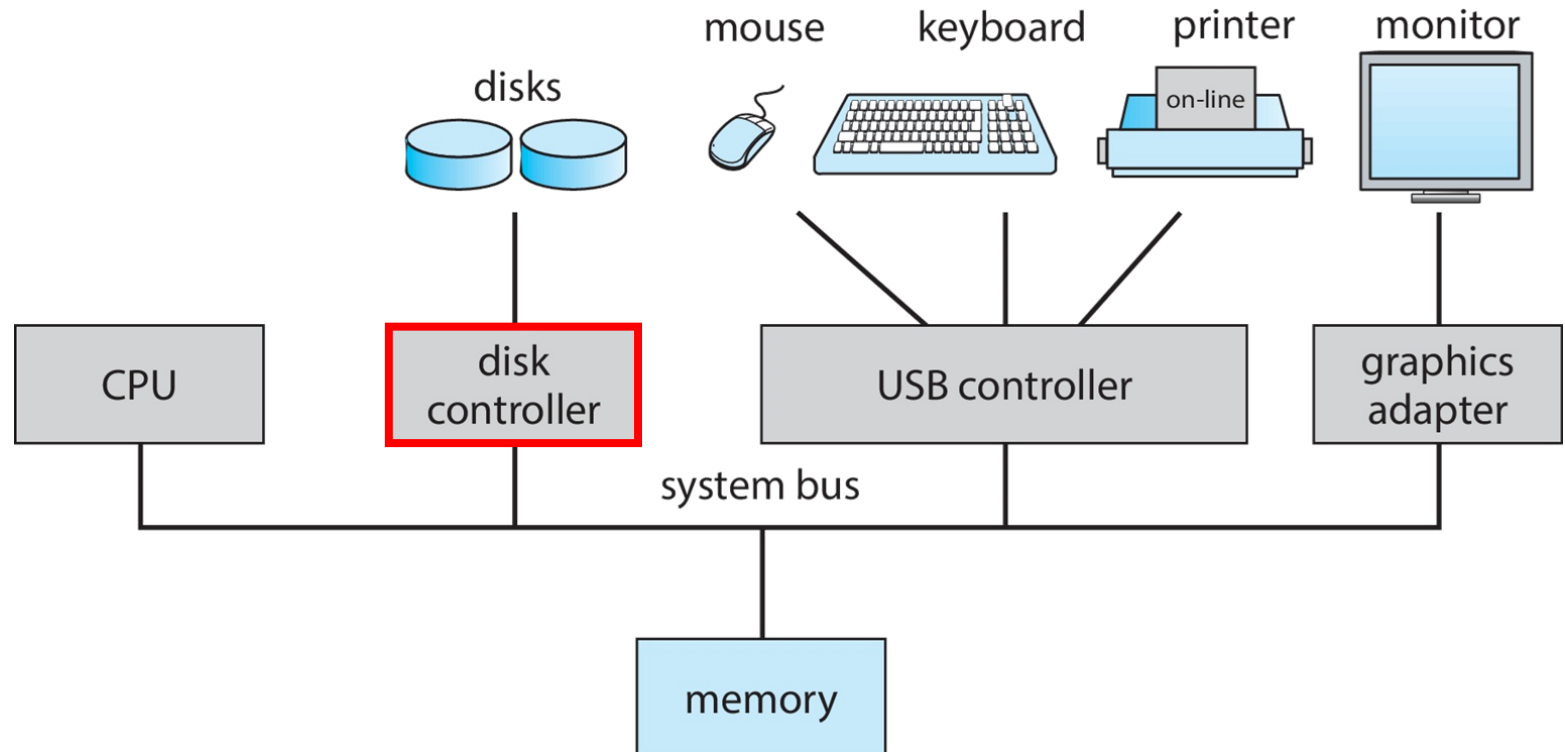 mouse
keyboard
printer
monitor
disks
on-line
CPU
disk
controller
USB controller
graphics
adapter
system bus
memory